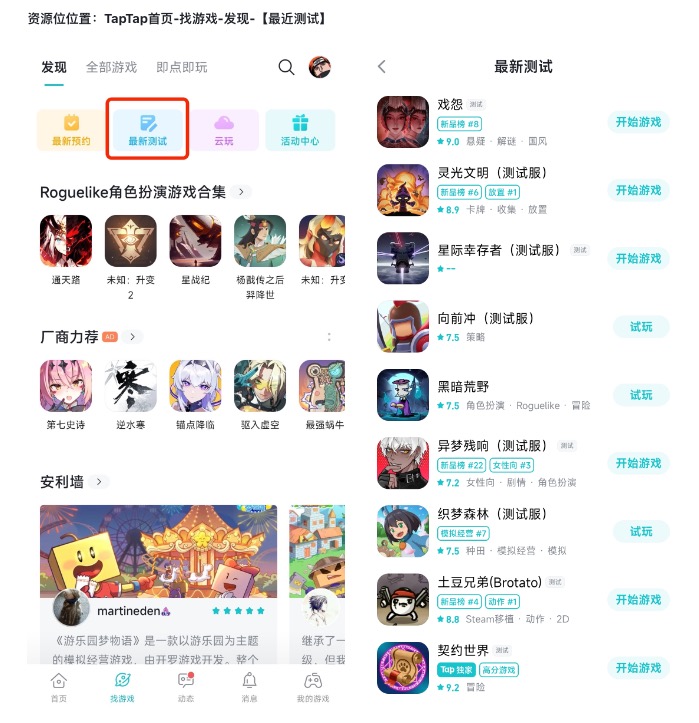 资源位位置：TapTap首页-找游戏-发现-【最近测试】
发现 全部游戏 即点即玩
最新预约 最新测试 云玩 活动中心
Roguelike角色扮演游戏合集
通天路 未知：升变2 星战纪 杨戬传之后羿降世 未知：升变
厂商力荐 AD
第七史诗 逆水寒 锚点降临 驱入虚空 最强蜗牛
安利墙
martineden
《游乐园梦物语》是一款以游乐园为主题
的模拟经营游戏，由开罗游戏开发。整个
继承了一
级，但我
首页 找游戏 动态 消息 我的游戏
最新测试
戏怨 测试
新品榜 #8
9.0 悬疑 · 解谜 · 国风
开始游戏
灵光文明（测试服）
新品榜 #6 放置 #1
8.9 卡牌 · 收集 · 放置
开始游戏
星际幸存者（测试服） 测试
--
开始游戏
向前冲（测试服）
7.5 策略
试玩
黑暗荒野
7.5 角色扮演 · Roguelike · 冒险
试玩
异梦残响（测试服） 测试
新品榜 #22 女性向 #3
7.2 女性向 · 剧情 · 角色扮演
开始游戏
织梦森林（测试服）
模拟经营 #7
7.5 种田 · 模拟经营 · 模拟
试玩
土豆兄弟(Brotato) 测试
新品榜 #4 动作 #1
8.8 Steam移植 · 动作 · 2D
开始游戏
契约世界 测试
Tap 独家 高分游戏
9.2 冒险
开始游戏